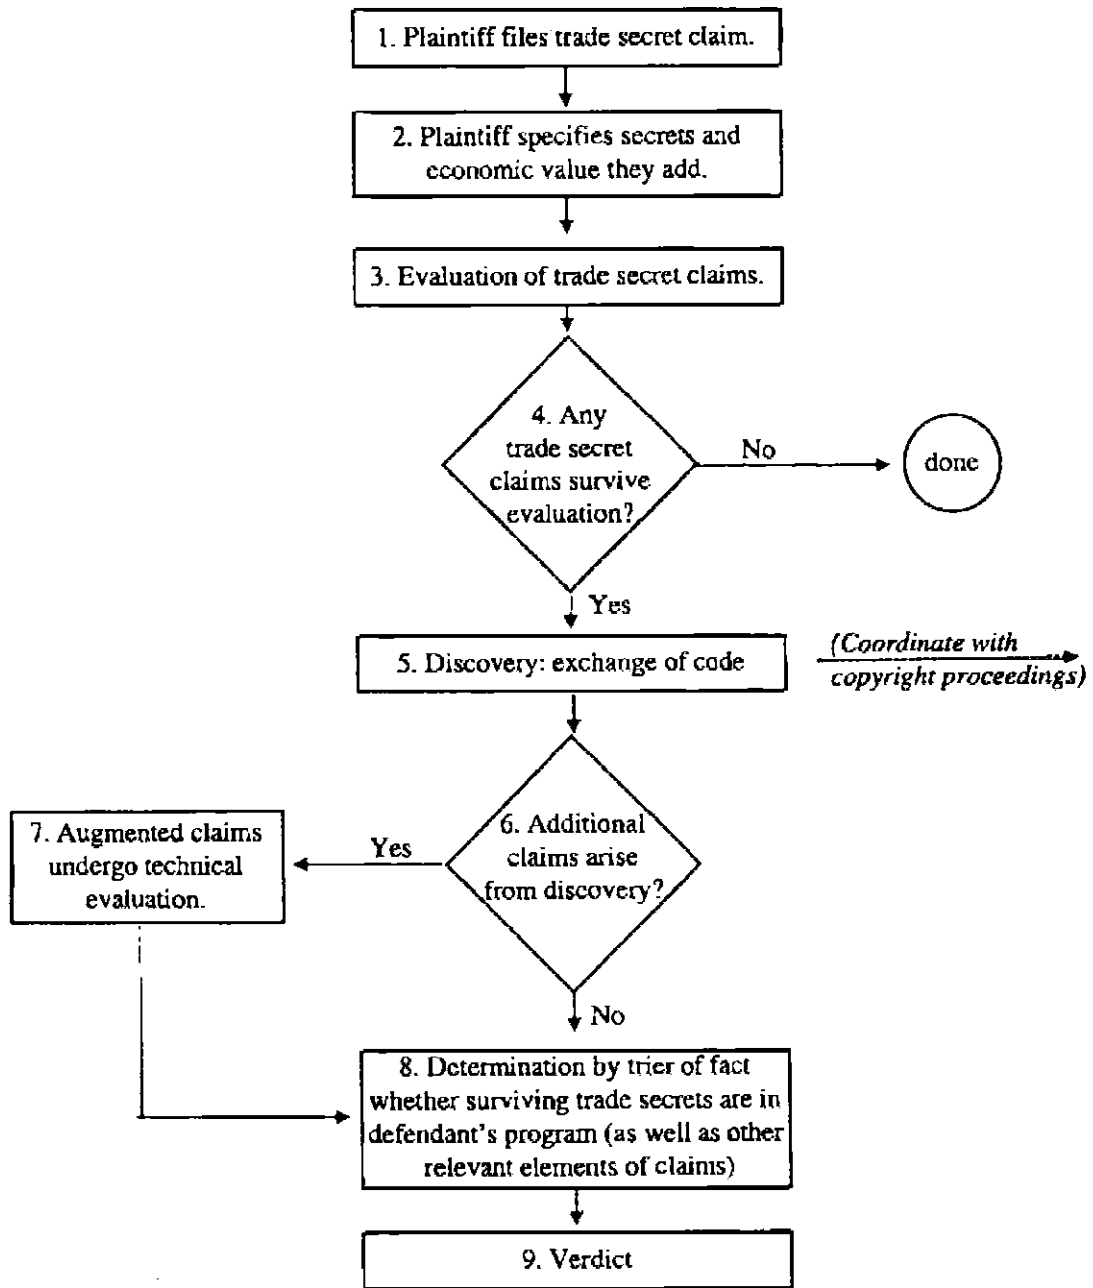 1. Plaintiff files trade secret claim.
2. Plaintiff specifies secrets and
economic value they add.
3. Evaluation of trade secret claims.
4. Any
trade secret
claims survive
evaluation?
No
done
Yes
5. Discovery: exchange of code
(Coordinate with
copyright proceedings)
6. Additional
claims arise
from discovery?
Yes
7. Augmented claims
undergo technical
evaluation.
No
8. Determination by trier of fact
whether surviving trade secrets are in
defendant's program (as well as other
relevant elements of claims)
9. Verdict